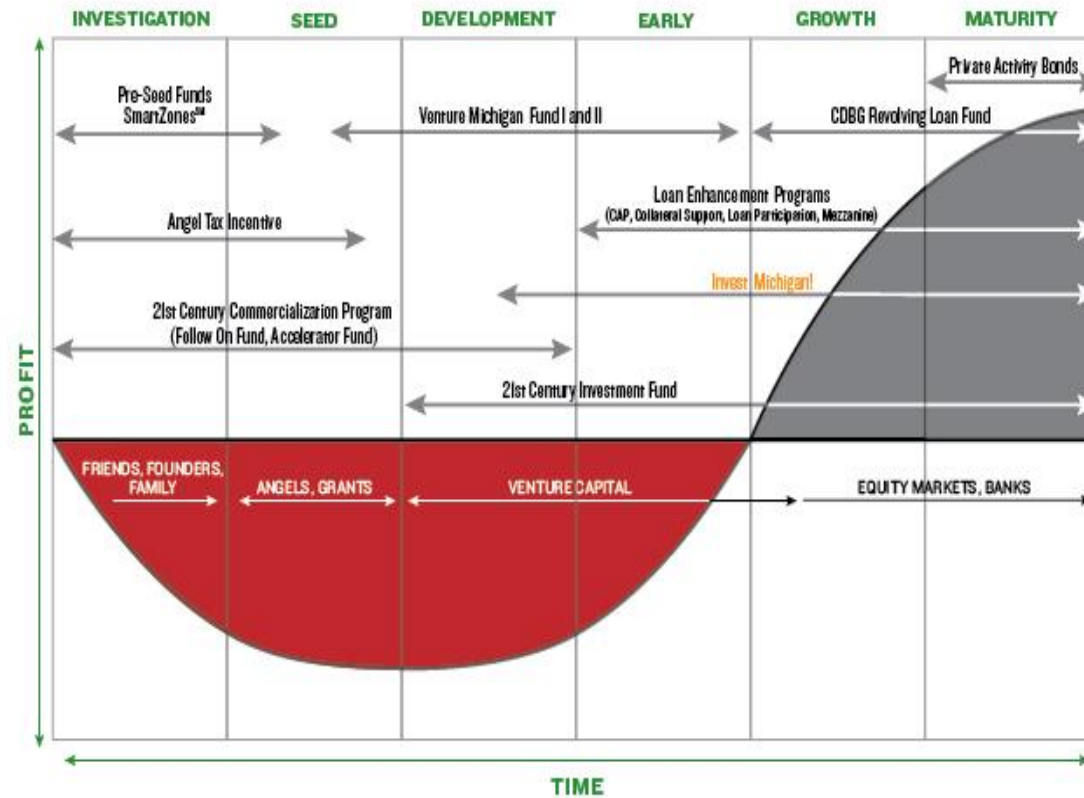 INVESTIGATION
SEED
DEVELOPMENT
EARLY
GROWTH
MATURITY
Private Activity Bonds
Pre-Seed Funds
SmartZones℠
Venture Michigan Fund I and II
CDBG Revolving Loan Fund
Loan Enhancement Programs
(CAP, Collateral Support, Loan Participation, Mezzanine)
Angel Tax Incentive
Invest Michigan!
21st Century Commercialization Program
(Follow On Fund, Accelerator Fund)
21st Century Investment Fund
PROFIT
FRIENDS, FOUNDERS,
FAMILY
ANGELS, GRANTS
VENTURE CAPITAL
EQUITY MARKETS, BANKS
TIME